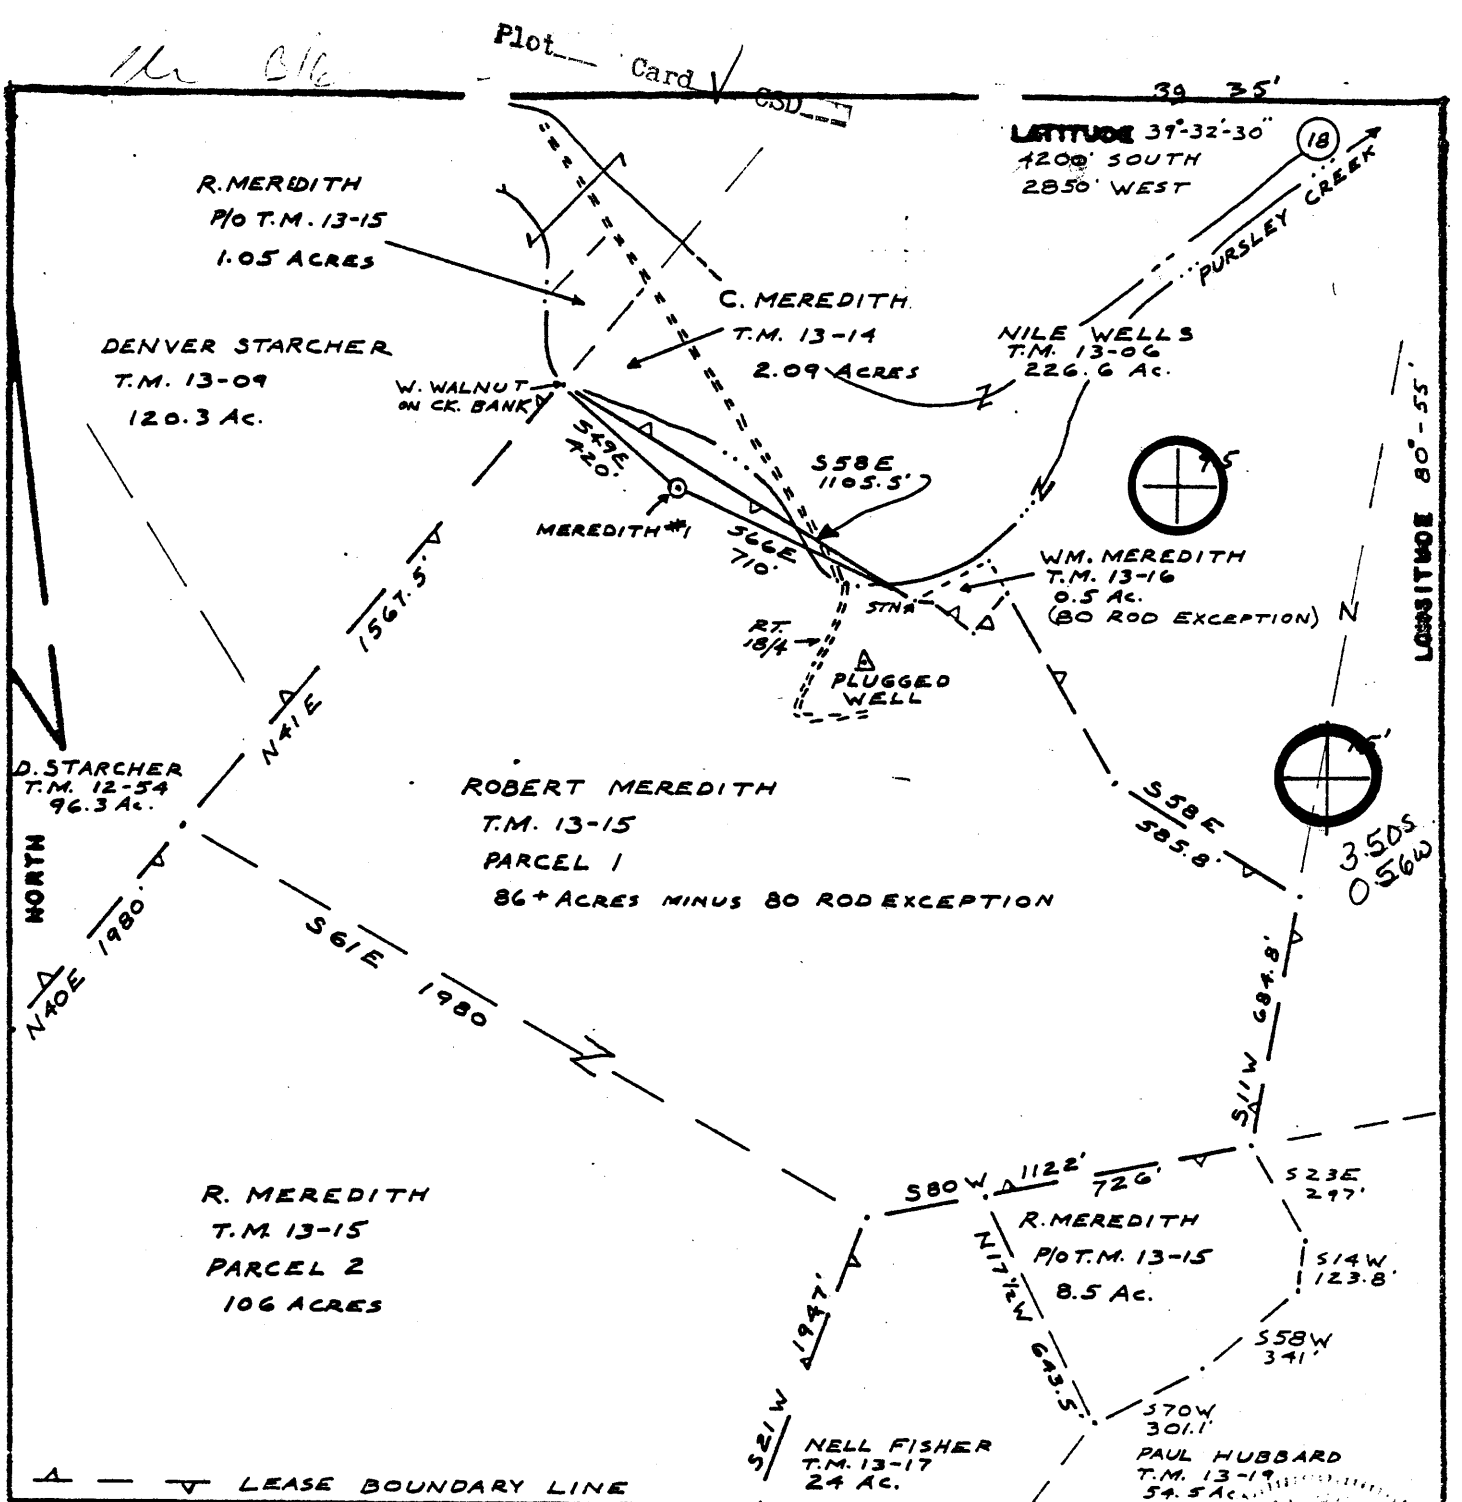 Plot
Card
CSD
39 35'
LATITUDE 39°-32'-30"
4200' SOUTH
2850' WEST
18
PURSLEY CREEK
R. MEREDITH
P/O T.M. 13-15
1.05 ACRES
C. MEREDITH
T.M. 13-14
2.09 ACRES
NILE WELLS
T.M. 13-06
226.6 Ac.
DENVER STARCHER
T.M. 13-09
120.3 Ac.
W. WALNUT
ON CK. BANK
LONGITUDE 80°-55'
S49E
420'
S58E
1105.5'
MEREDITH #1
S66E
710'
WM. MEREDITH
T.M. 13-16
0.5 Ac.
(80 ROD EXCEPTION)
RT.
18/4
PLUGGED
WELL
N41E 1567.5'
D. STARCHER
T.M. 12-54
96.3 Ac.
NORTH
ROBERT MEREDITH
T.M. 13-15
PARCEL 1
86+ ACRES MINUS 80 ROD EXCEPTION
S58E
585.8'
3.50S
0.56W
N40E 1980'
S61E 1980
S11W 684.8'
S80W 1122'
726'
S23E
297'
R. MEREDITH
T.M. 13-15
PARCEL 2
106 ACRES
R. MEREDITH
P/O T.M. 13-15
8.5 Ac.
S14W
123.8'
N17½W 643.5'
S58W
341'
S21W 1947'
S70W
301.1'
NELL FISHER
T.M. 13-17
24 Ac.
PAUL HUBBARD
T.M. 13-19
54.5 Ac.
LEASE BOUNDARY LINE